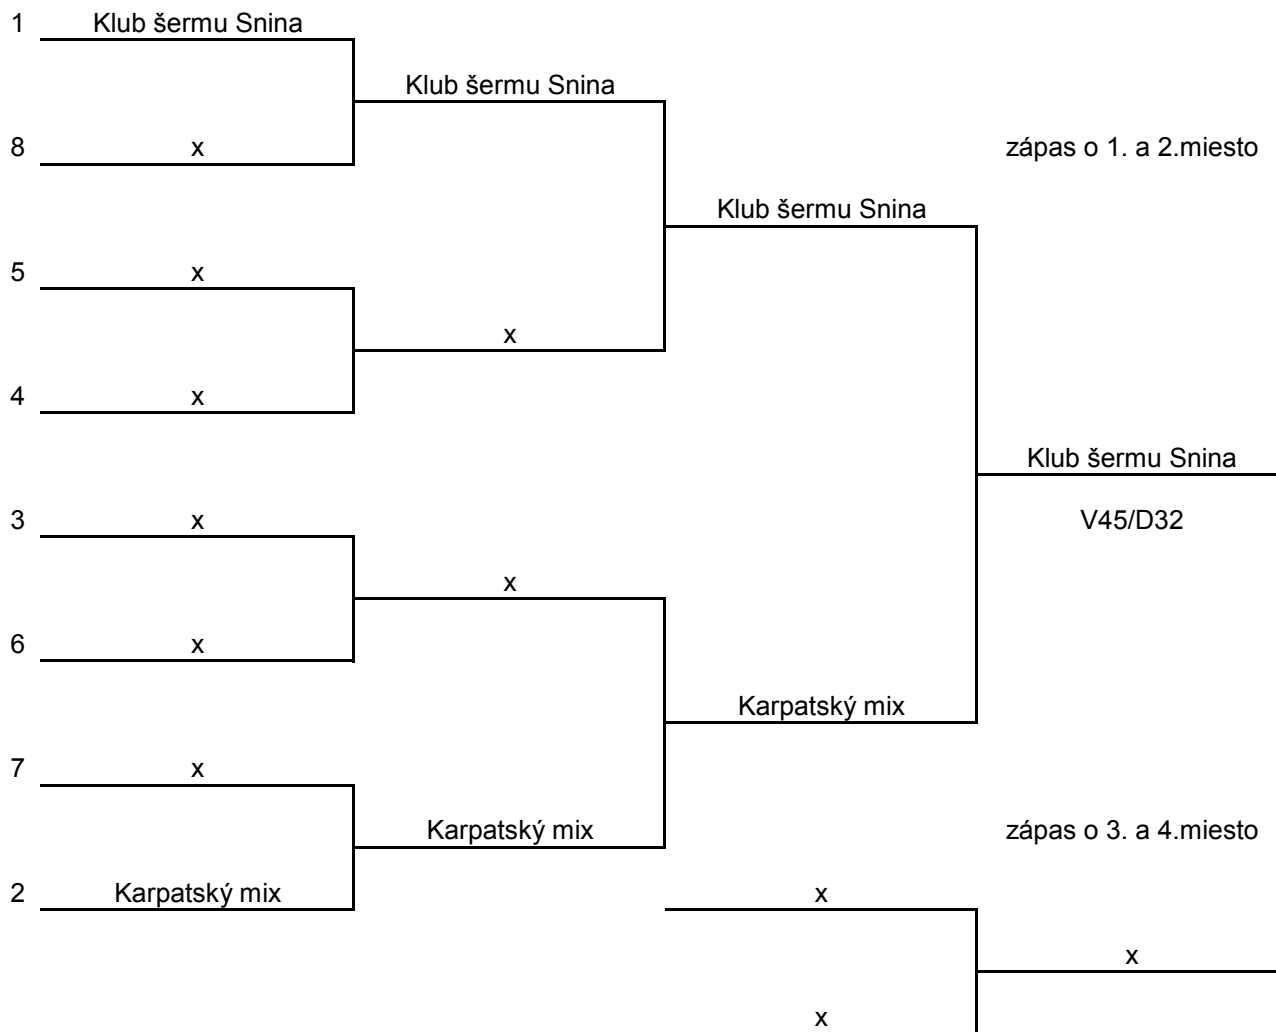 1 Klub šermu Snina
Klub šermu Snina
8 x zápas o 1. a 2.miesto
Klub šermu Snina
5 x
x
4 x
Klub šermu Snina
3 x V45/D32
x
6 x
Karpatský mix
7 x
Karpatský mix zápas o 3. a 4.miesto
2 Karpatský mix x
x
x